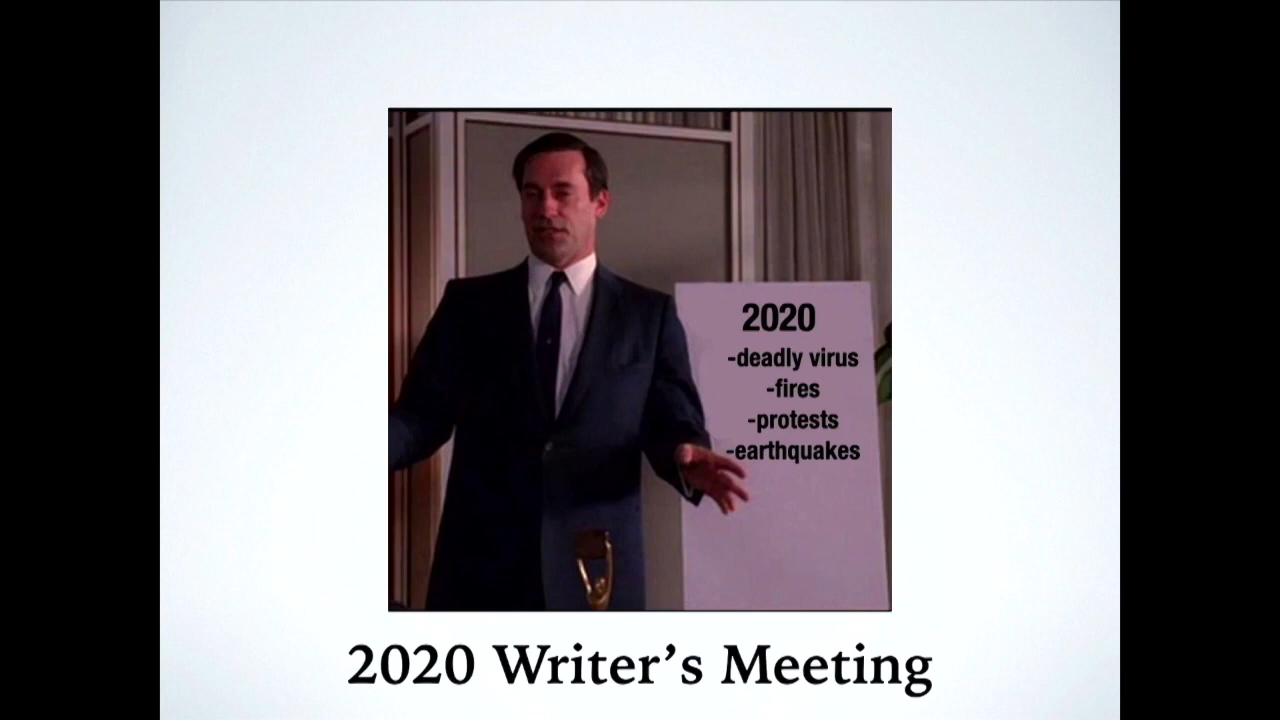 2020
-deadly virus
-fires
-protests
-earthquakes
2020 Writer's Meeting